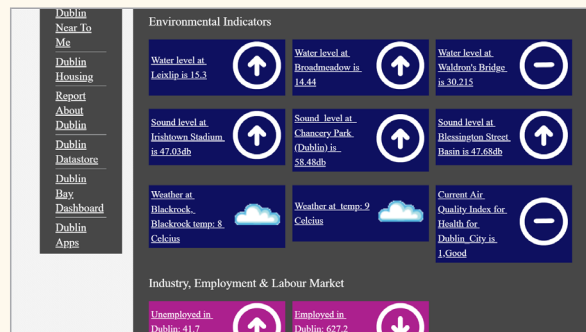 Dublin
Near To
Me
Dublin
Housing
Report
About
Dublin
Dublin
Datastore
Dublin
Bay
Dashboard
Dublin
Apps
Environmental Indicators
Water level at
Leixlip is 15.3
Water level at
Broadmeadow is
14.44
Water level at
Waldron's Bridge
is 30.215
Sound level at
Irishtown Stadium
is 47.03db
Sound level at
Chancery Park
(Dublin) is
58.48db
Sound level at
Blessington Street
Basin is 47.68db
Weather at
Blackrock,
Blackrock temp: 8
Celcius
Weather at temp: 9
Celcius
Current Air
Quality Index for
Health for
Dublin_City is
1,Good
Industry, Employment & Labour Market
Unemployed in
Dublin: 41.7
Employed in
Dublin: 627.2